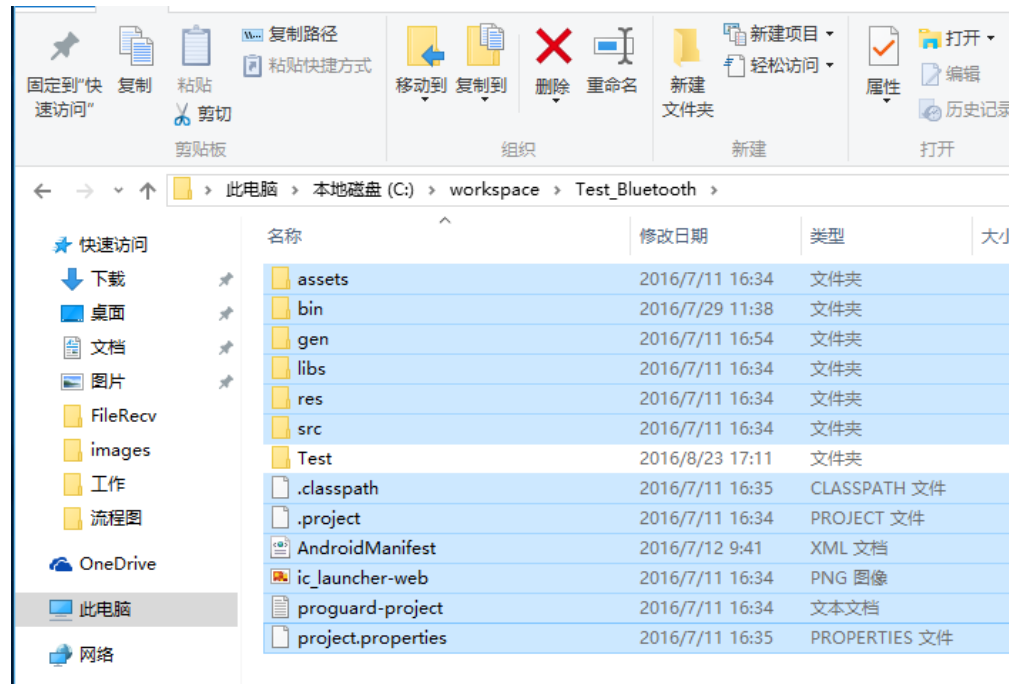 复制路径
粘贴快捷方式
固定到"快
速访问"
复制
粘贴
剪切
剪贴板
移动到
复制到
删除
重命名
组织
新建
文件夹
新建项目
轻松访问
新建
属性
打开
编辑
历史记录
打开
此电脑 > 本地磁盘 (C:) > workspace > Test_Bluetooth >
名称 修改日期 类型 大小
快速访问
下载
桌面
文档
图片
FileRecv
images
工作
流程图
OneDrive
此电脑
网络
assets 2016/7/11 16:34 文件夹
bin 2016/7/29 11:38 文件夹
gen 2016/7/11 16:54 文件夹
libs 2016/7/11 16:34 文件夹
res 2016/7/11 16:34 文件夹
src 2016/7/11 16:34 文件夹
Test 2016/8/23 17:11 文件夹
.classpath 2016/7/11 16:35 CLASSPATH 文件
.project 2016/7/11 16:34 PROJECT 文件
AndroidManifest 2016/7/12 9:41 XML 文档
ic_launcher-web 2016/7/11 16:34 PNG 图像
proguard-project 2016/7/11 16:34 文本文档
project.properties 2016/7/11 16:35 PROPERTIES 文件